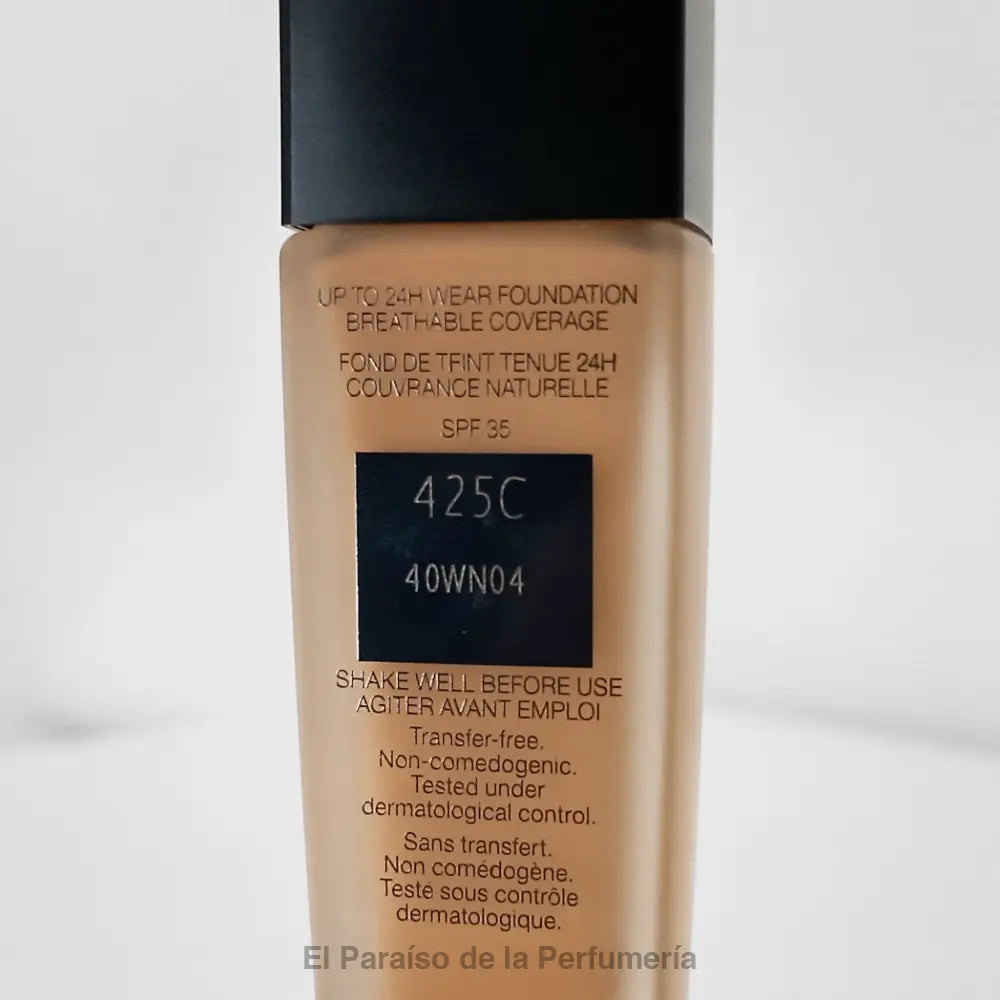 UP TO 24H WEAR FOUNDATION
BREATHABLE COVERAGE
FOND DE TEINT TENUE 24H
COUVRANCE NATURELLE
SPF 35
425C
40WN04
SHAKE WELL BEFORE USE
AGITER AVANT EMPLOI
Transfer-free.
Non-comedogenic.
Tested under
dermatological control.
Sans transfert.
Non comédogène.
Testé sous contrôle
dermatologique.
El Paraíso de la Perfumería